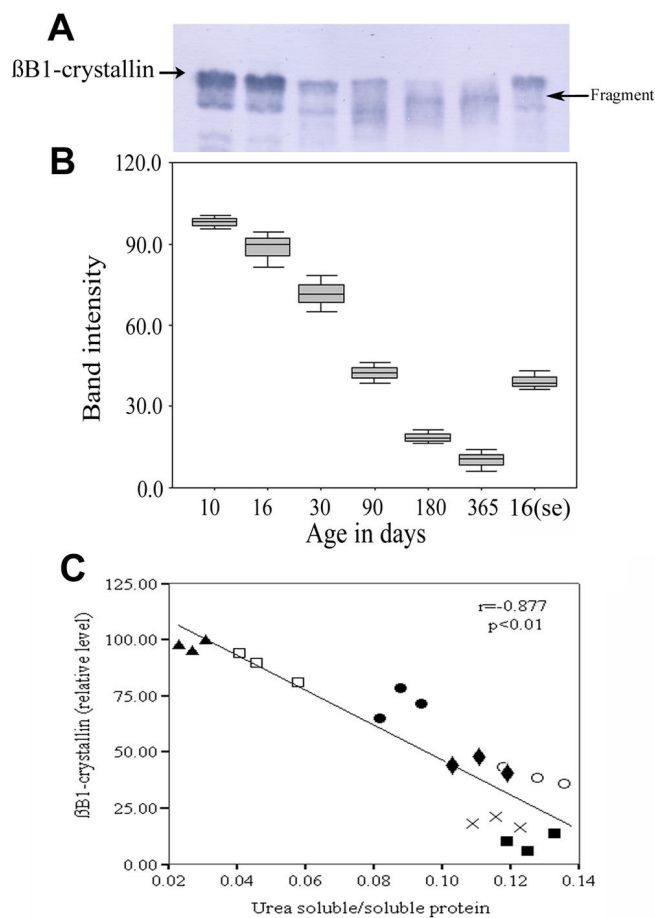 A
ßB1-crystallin
Fragment
B
120.0
90.0
60.0
30.0
0.0
Band intensity
10 16 30 90 180 365 16(se)
Age in days
C
125.00
100.00
75.00
50.00
25.00
0.00
ßB1-crystallin (relative level)
r=-0.877
p<0.01
0.02 0.04 0.06 0.08 0.10 0.12 0.14
Urea soluble/soluble protein